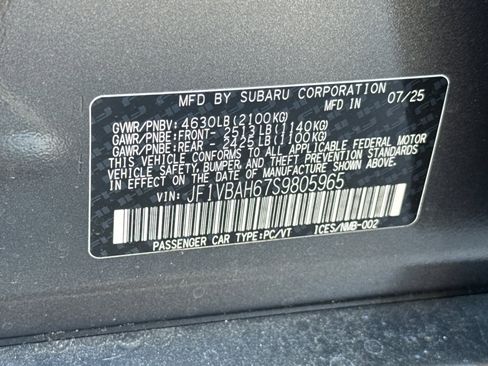 MFD BY SUBARU CORPORATION
MFD IN 07/25
GVWR/PNBV: 4630LB(2100KG)
GAWR/PNBE:FRONT- 2513LB(1140KG)
GAWR/PNBE:REAR - 2425LB(1100KG)
THIS VEHICLE CONFORMS TO ALL APPLICABLE FEDERAL MOTOR
VEHICLE SAFETY, BUMPER, AND THEFT PREVENTION STANDARDS
IN EFFECT ON THE DATE OF MANUFACTURE SHOWN ABOVE.
VIN: JF1VBAH67S9805965
PASSENGER CAR TYPE:PC/VT ICES/NMB-002